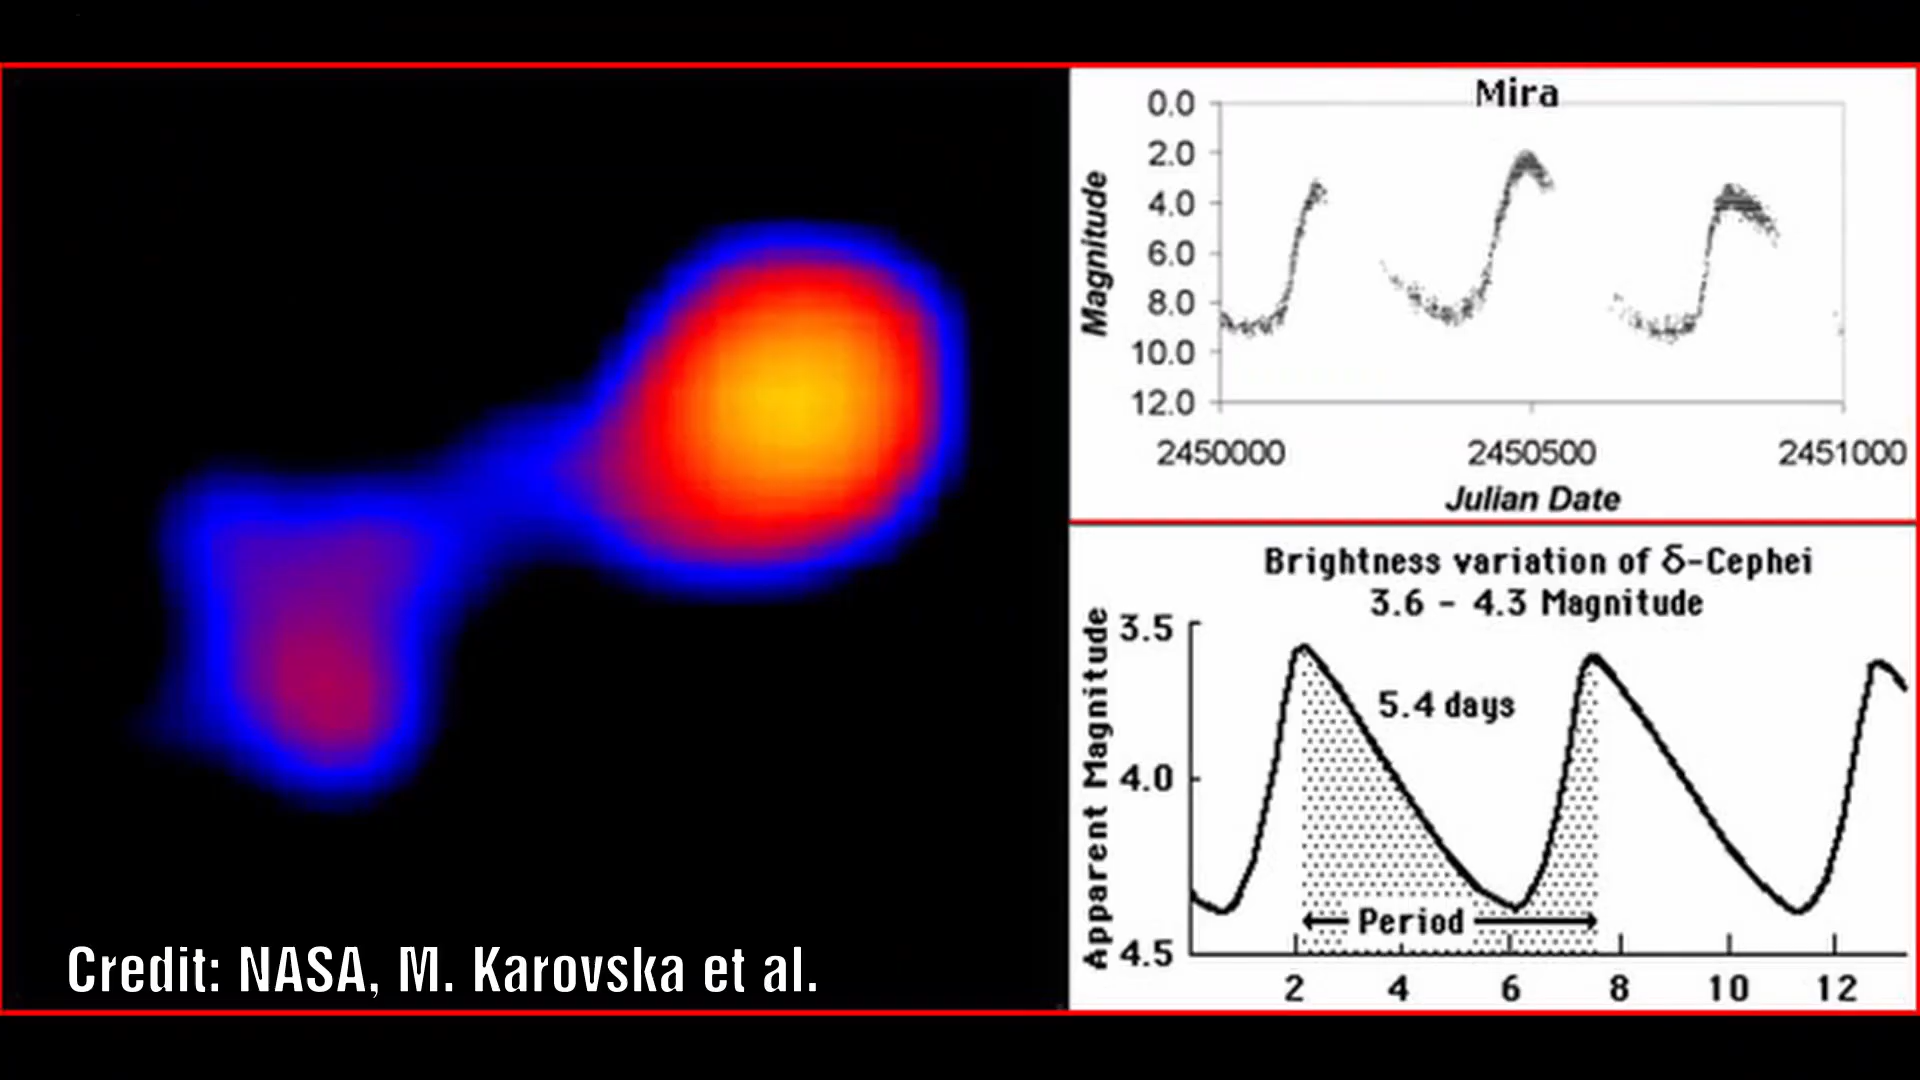 Credit: NASA, M. Karovska et al.
Mira
Magnitude
0.0
2.0
4.0
6.0
8.0
10.0
12.0
2450000 2450500 2451000
Julian Date
Brightness variation of δ-Cephei
3.6 - 4.3 Magnitude
Apparent Magnitude
3.5
4.0
4.5
5.4 days
Period
2 4 6 8 10 12